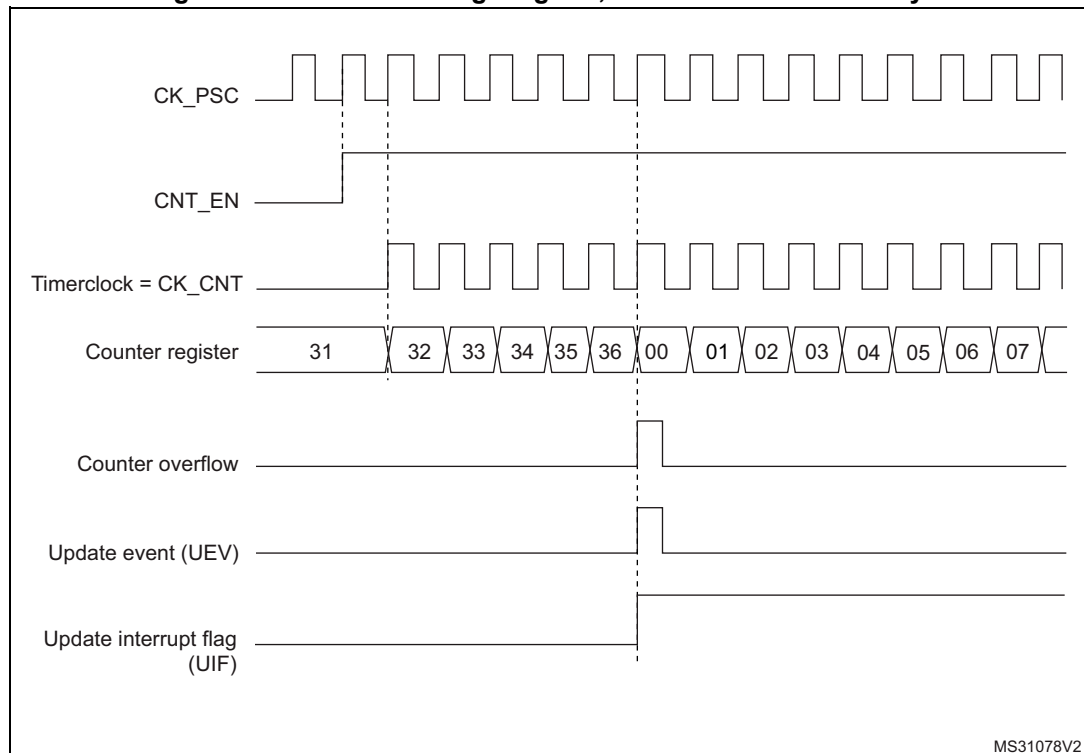 CK_PSC
CNT_EN
Timerclock = CK_CNT
Counter register 31 32 33 34 35 36 00 01 02 03 04 05 06 07
Counter overflow
Update event (UEV)
Update interrupt flag
(UIF)
MS31078V2